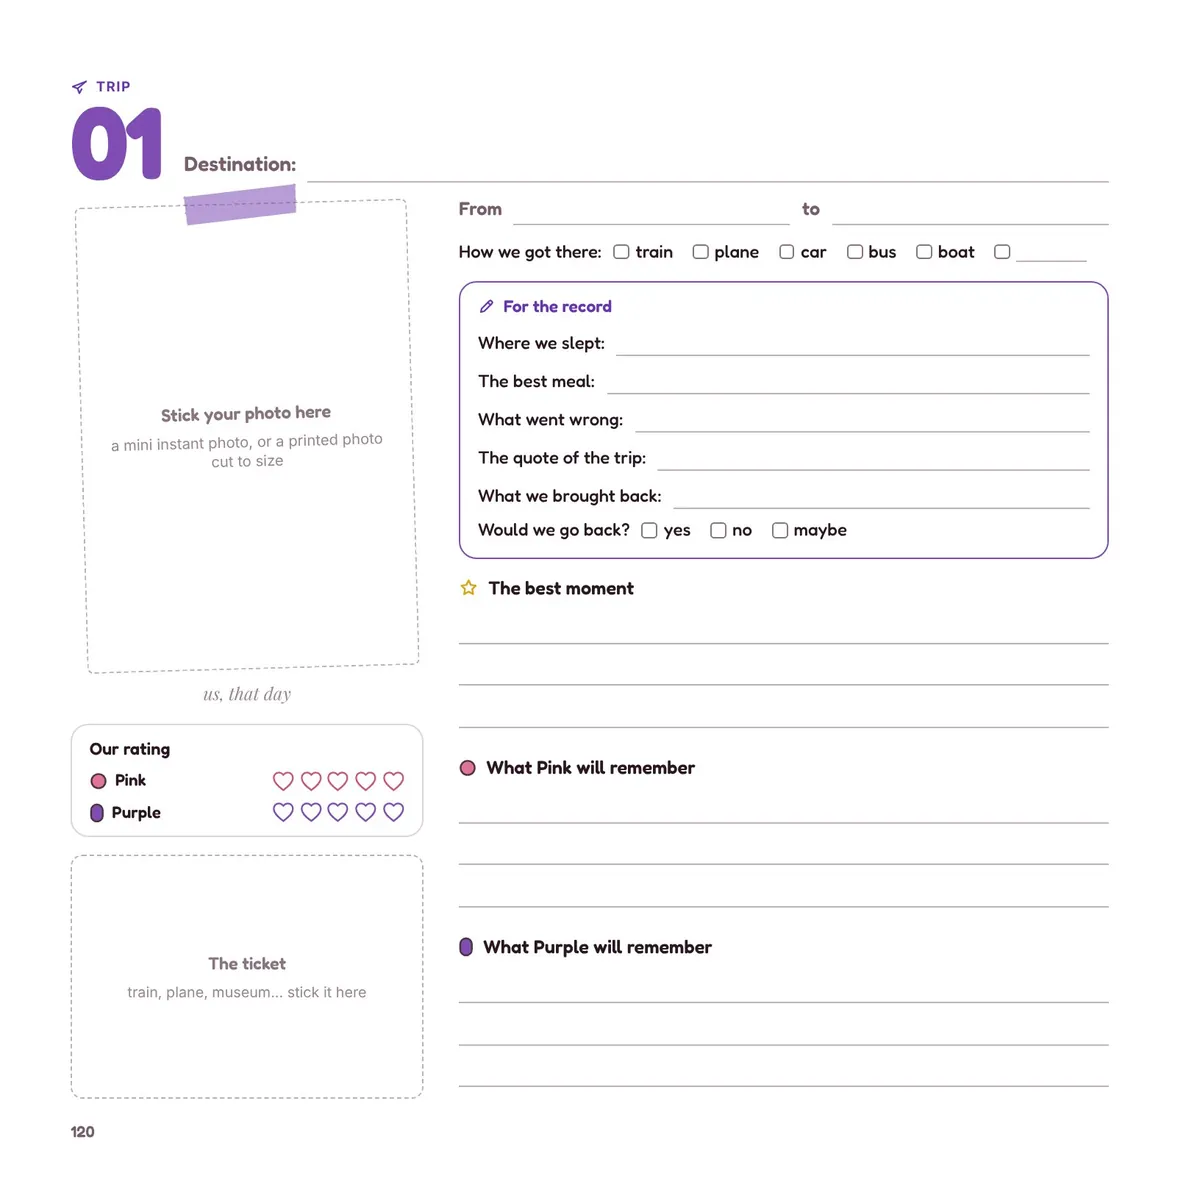 TRIP
01
Destination:
From to
How we got there: train plane car bus boat
For the record
Where we slept:
The best meal:
What went wrong:
The quote of the trip:
What we brought back:
Would we go back? yes no maybe
Stick your photo here
a mini instant photo, or a printed photo
cut to size
us, that day
Our rating
Pink
Purple
The ticket
train, plane, museum... stick it here
The best moment
What Pink will remember
What Purple will remember
120